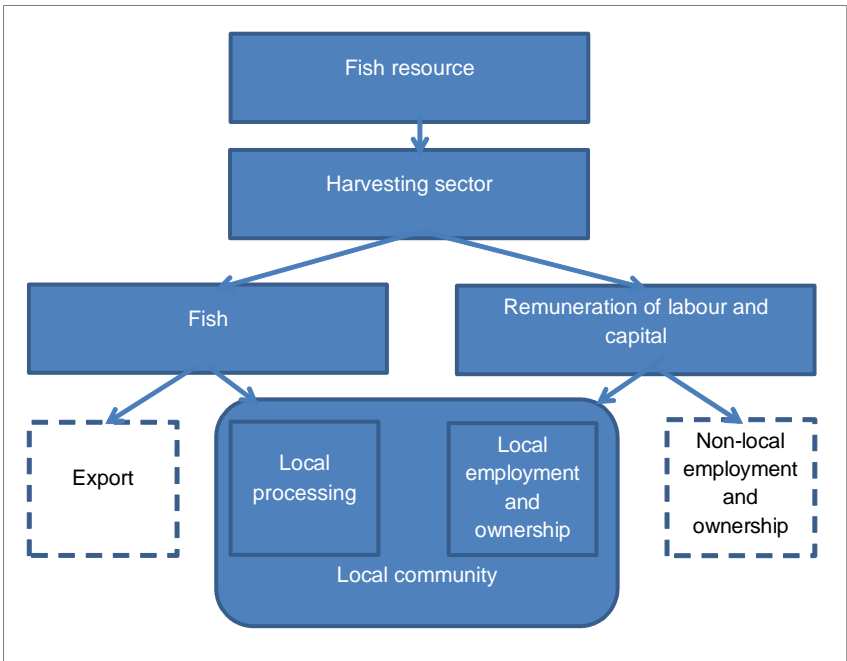 Fish resource
Harvesting sector
Fish
Remuneration of labour and
capital
Export
Local
processing
Local
employment
and
ownership
Non-local
employment
and
ownership
Local community